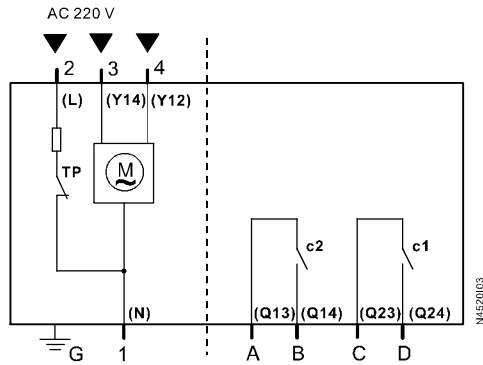 AC 220 V
2 3 4
(L) (Y14) (Y12)
TP M
c2 c1
(N) (Q13) (Q14) (Q23) (Q24)
G 1 A B C D
N4520I03